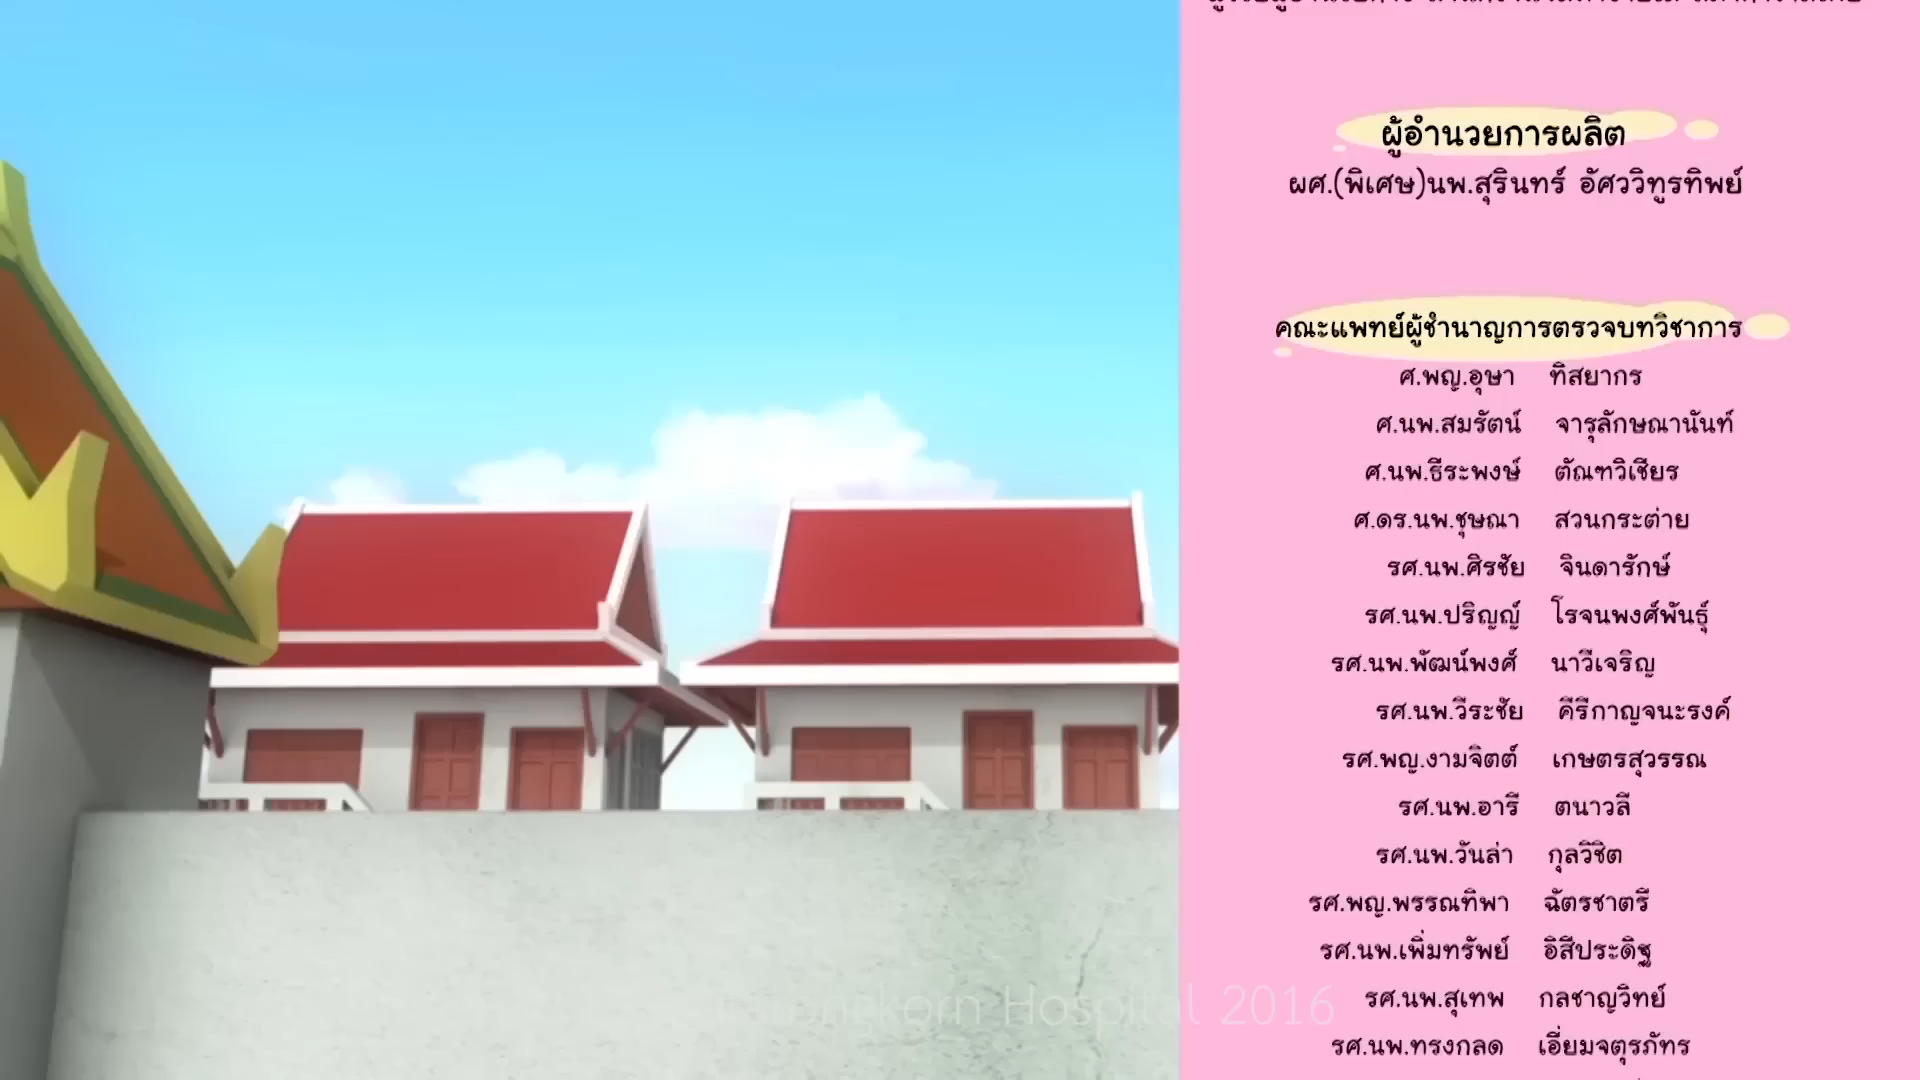 ผู้อำนวยการผลิต
ผศ.(พิเศษ)นพ.สุรินทร์ อัศววิทูรทิพย์
คณะแพทย์ผู้ชำนาญการตรวจบทวิชาการ
ศ.พญ.อุษา ทิสยากร
ศ.นพ.สมรัตน์ จารุลักษณานันท์
ศ.นพ.ธีระพงษ์ ตัณฑวิเชียร
ศ.ดร.นพ.ชุษณา สวนกระต่าย
รศ.นพ.ศิรชัย จินดารักษ์
รศ.นพ.ปริญญ์ โรจนพงศ์พันธุ์
รศ.นพ.พัฒน์พงศ์ นาวีเจริญ
รศ.นพ.วีระชัย คีรีกาญจนะรงค์
รศ.พญ.งามจิตต์ เกษตรสุวรรณ
รศ.นพ.อารี ตนาวลี
รศ.นพ.วันล่า กุลวิชิต
รศ.พญ.พรรณทิพา ฉัตรชาตรี
รศ.นพ.เพิ่มทรัพย์ อิสีประดิฐ
รศ.นพ.สุเทพ กลชาญวิทย์
Hospital 2016
รศ.นพ.ทรงกลด เอี่ยมจตุรภัทร